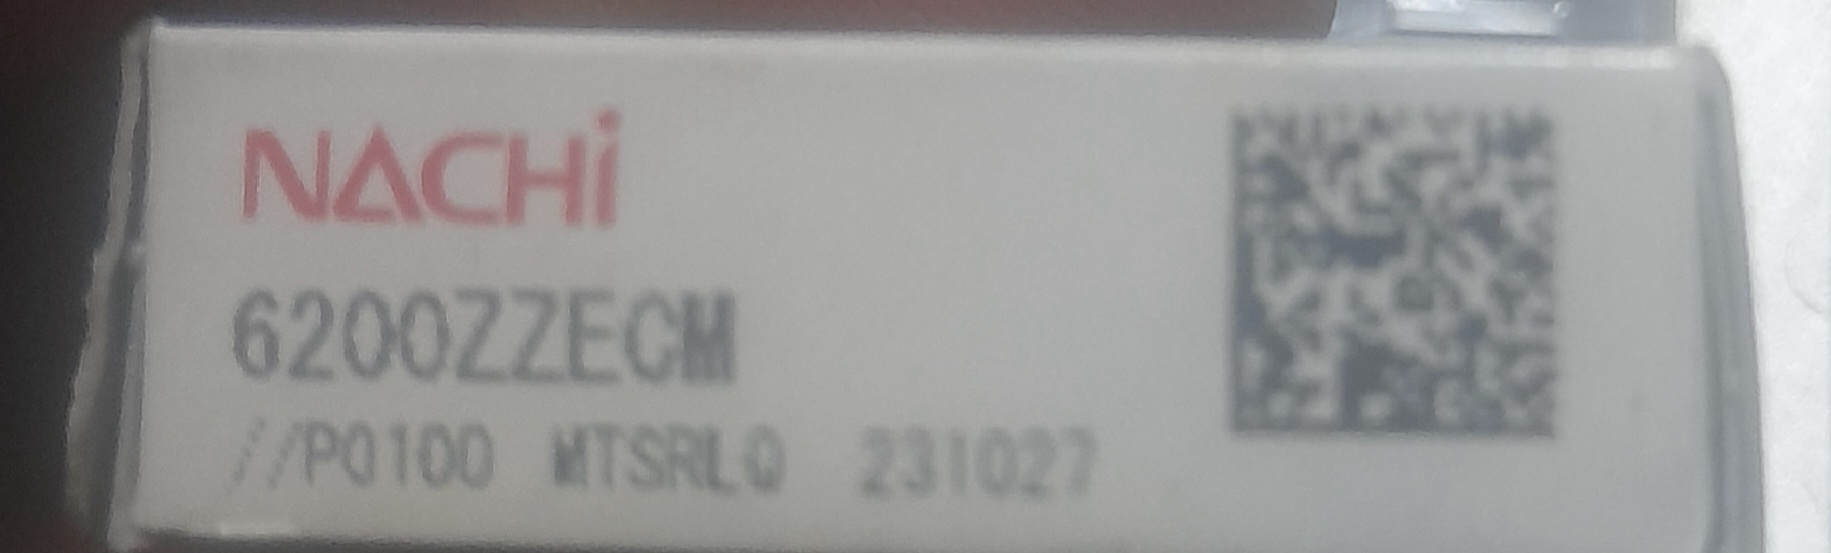 NACHi
6200ZZECM
//P0100 MTSRLQ 231027